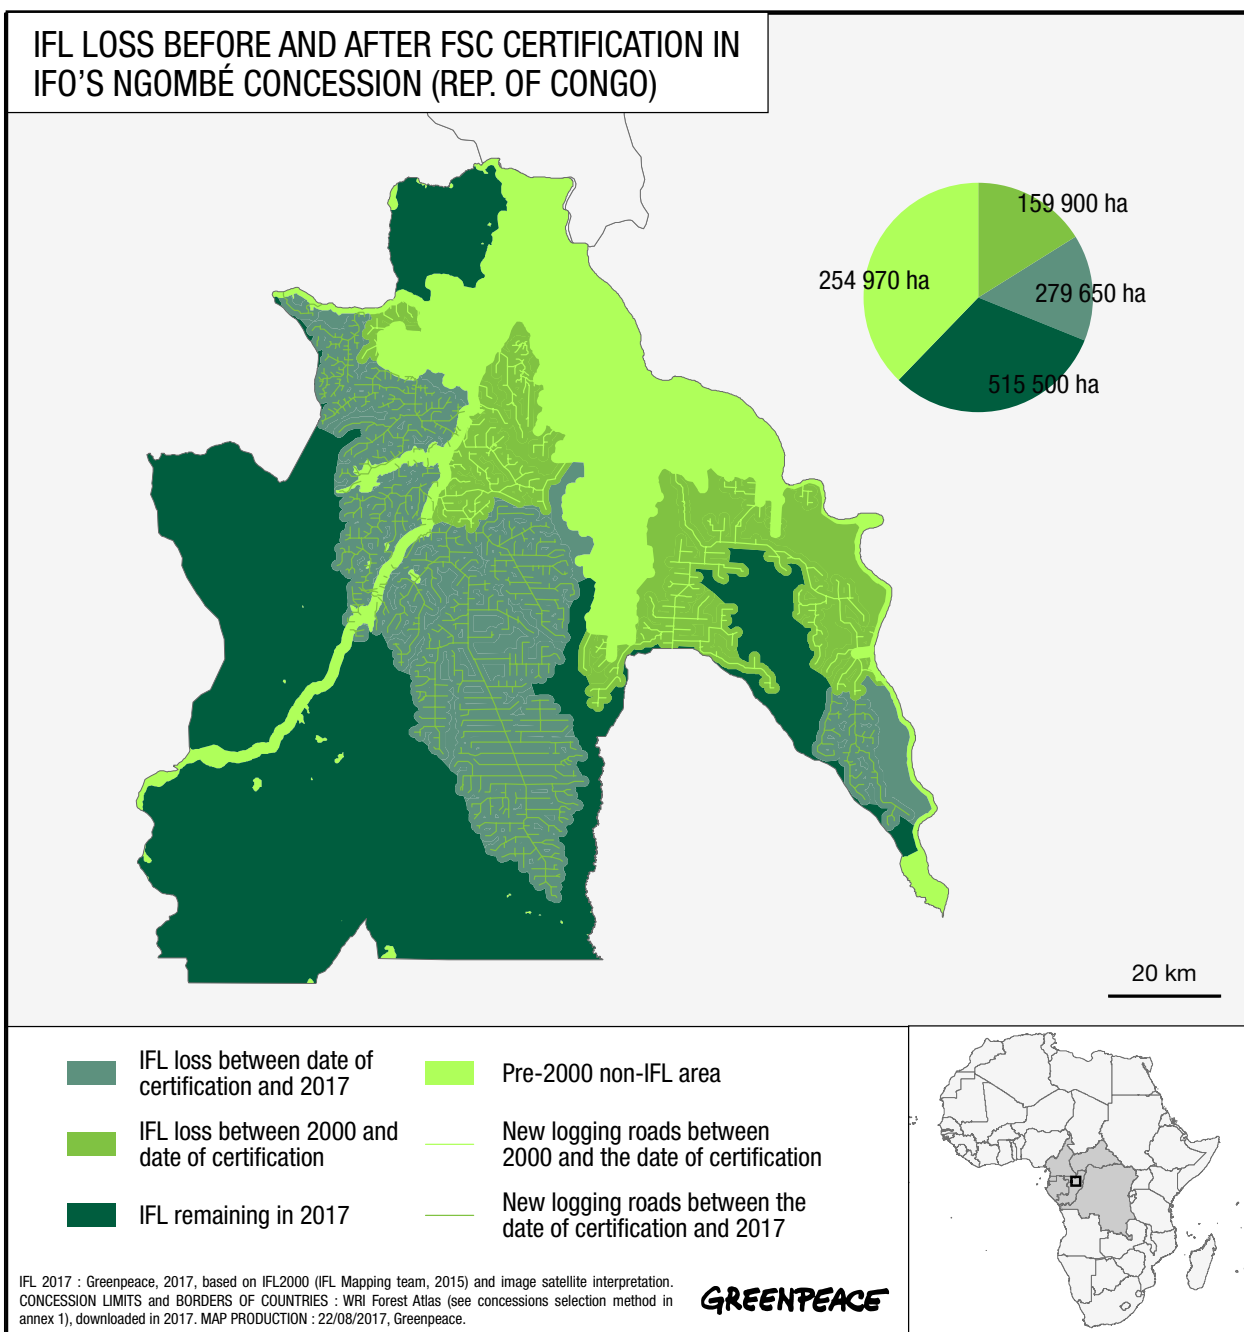 IFL LOSS BEFORE AND AFTER FSC CERTIFICATION IN
IFO'S NGOMBÉ CONCESSION (REP. OF CONGO)
159 900 ha
254 970 ha
279 650 ha
515 500 ha
20 km
IFL loss between date of
certification and 2017
IFL loss between 2000 and
date of certification
IFL remaining in 2017
Pre-2000 non-IFL area
New logging roads between
2000 and the date of certification
New logging roads between the
date of certification and 2017
IFL 2017 : Greenpeace, 2017, based on IFL2000 (IFL Mapping team, 2015) and image satellite interpretation.
CONCESSION LIMITS and BORDERS OF COUNTRIES : WRI Forest Atlas (see concessions selection method in
annex 1), downloaded in 2017. MAP PRODUCTION : 22/08/2017, Greenpeace.
GREENPEACE